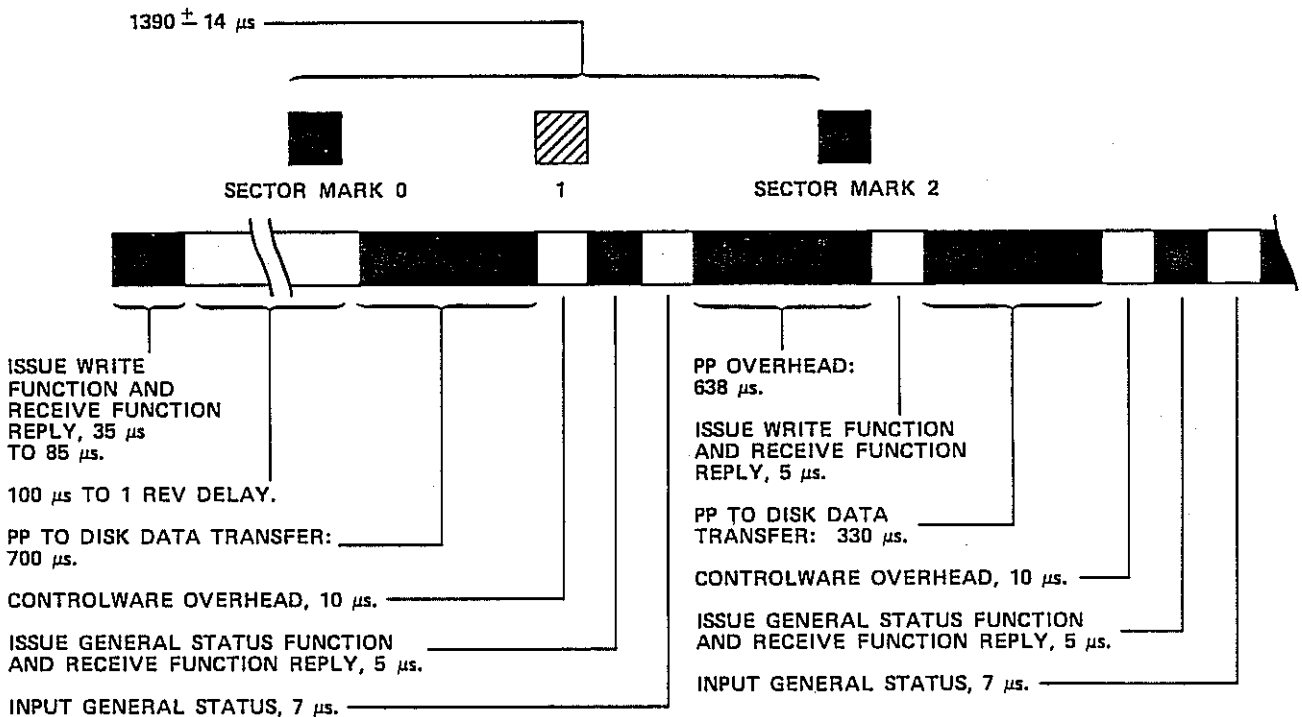 1390 ± 14 μs
SECTOR MARK 0
1
SECTOR MARK 2
ISSUE WRITE
FUNCTION AND
RECEIVE FUNCTION
REPLY, 35 μs
TO 85 μs.
100 μs TO 1 REV DELAY.
PP TO DISK DATA TRANSFER:
700 μs.
CONTROLWARE OVERHEAD, 10 μs.
ISSUE GENERAL STATUS FUNCTION
AND RECEIVE FUNCTION REPLY, 5 μs.
INPUT GENERAL STATUS, 7 μs.
PP OVERHEAD:
638 μs.
ISSUE WRITE FUNCTION
AND RECEIVE FUNCTION
REPLY, 5 μs.
PP TO DISK DATA
TRANSFER: 330 μs.
CONTROLWARE OVERHEAD, 10 μs.
ISSUE GENERAL STATUS FUNCTION
AND RECEIVE FUNCTION REPLY, 5 μs.
INPUT GENERAL STATUS, 7 μs.